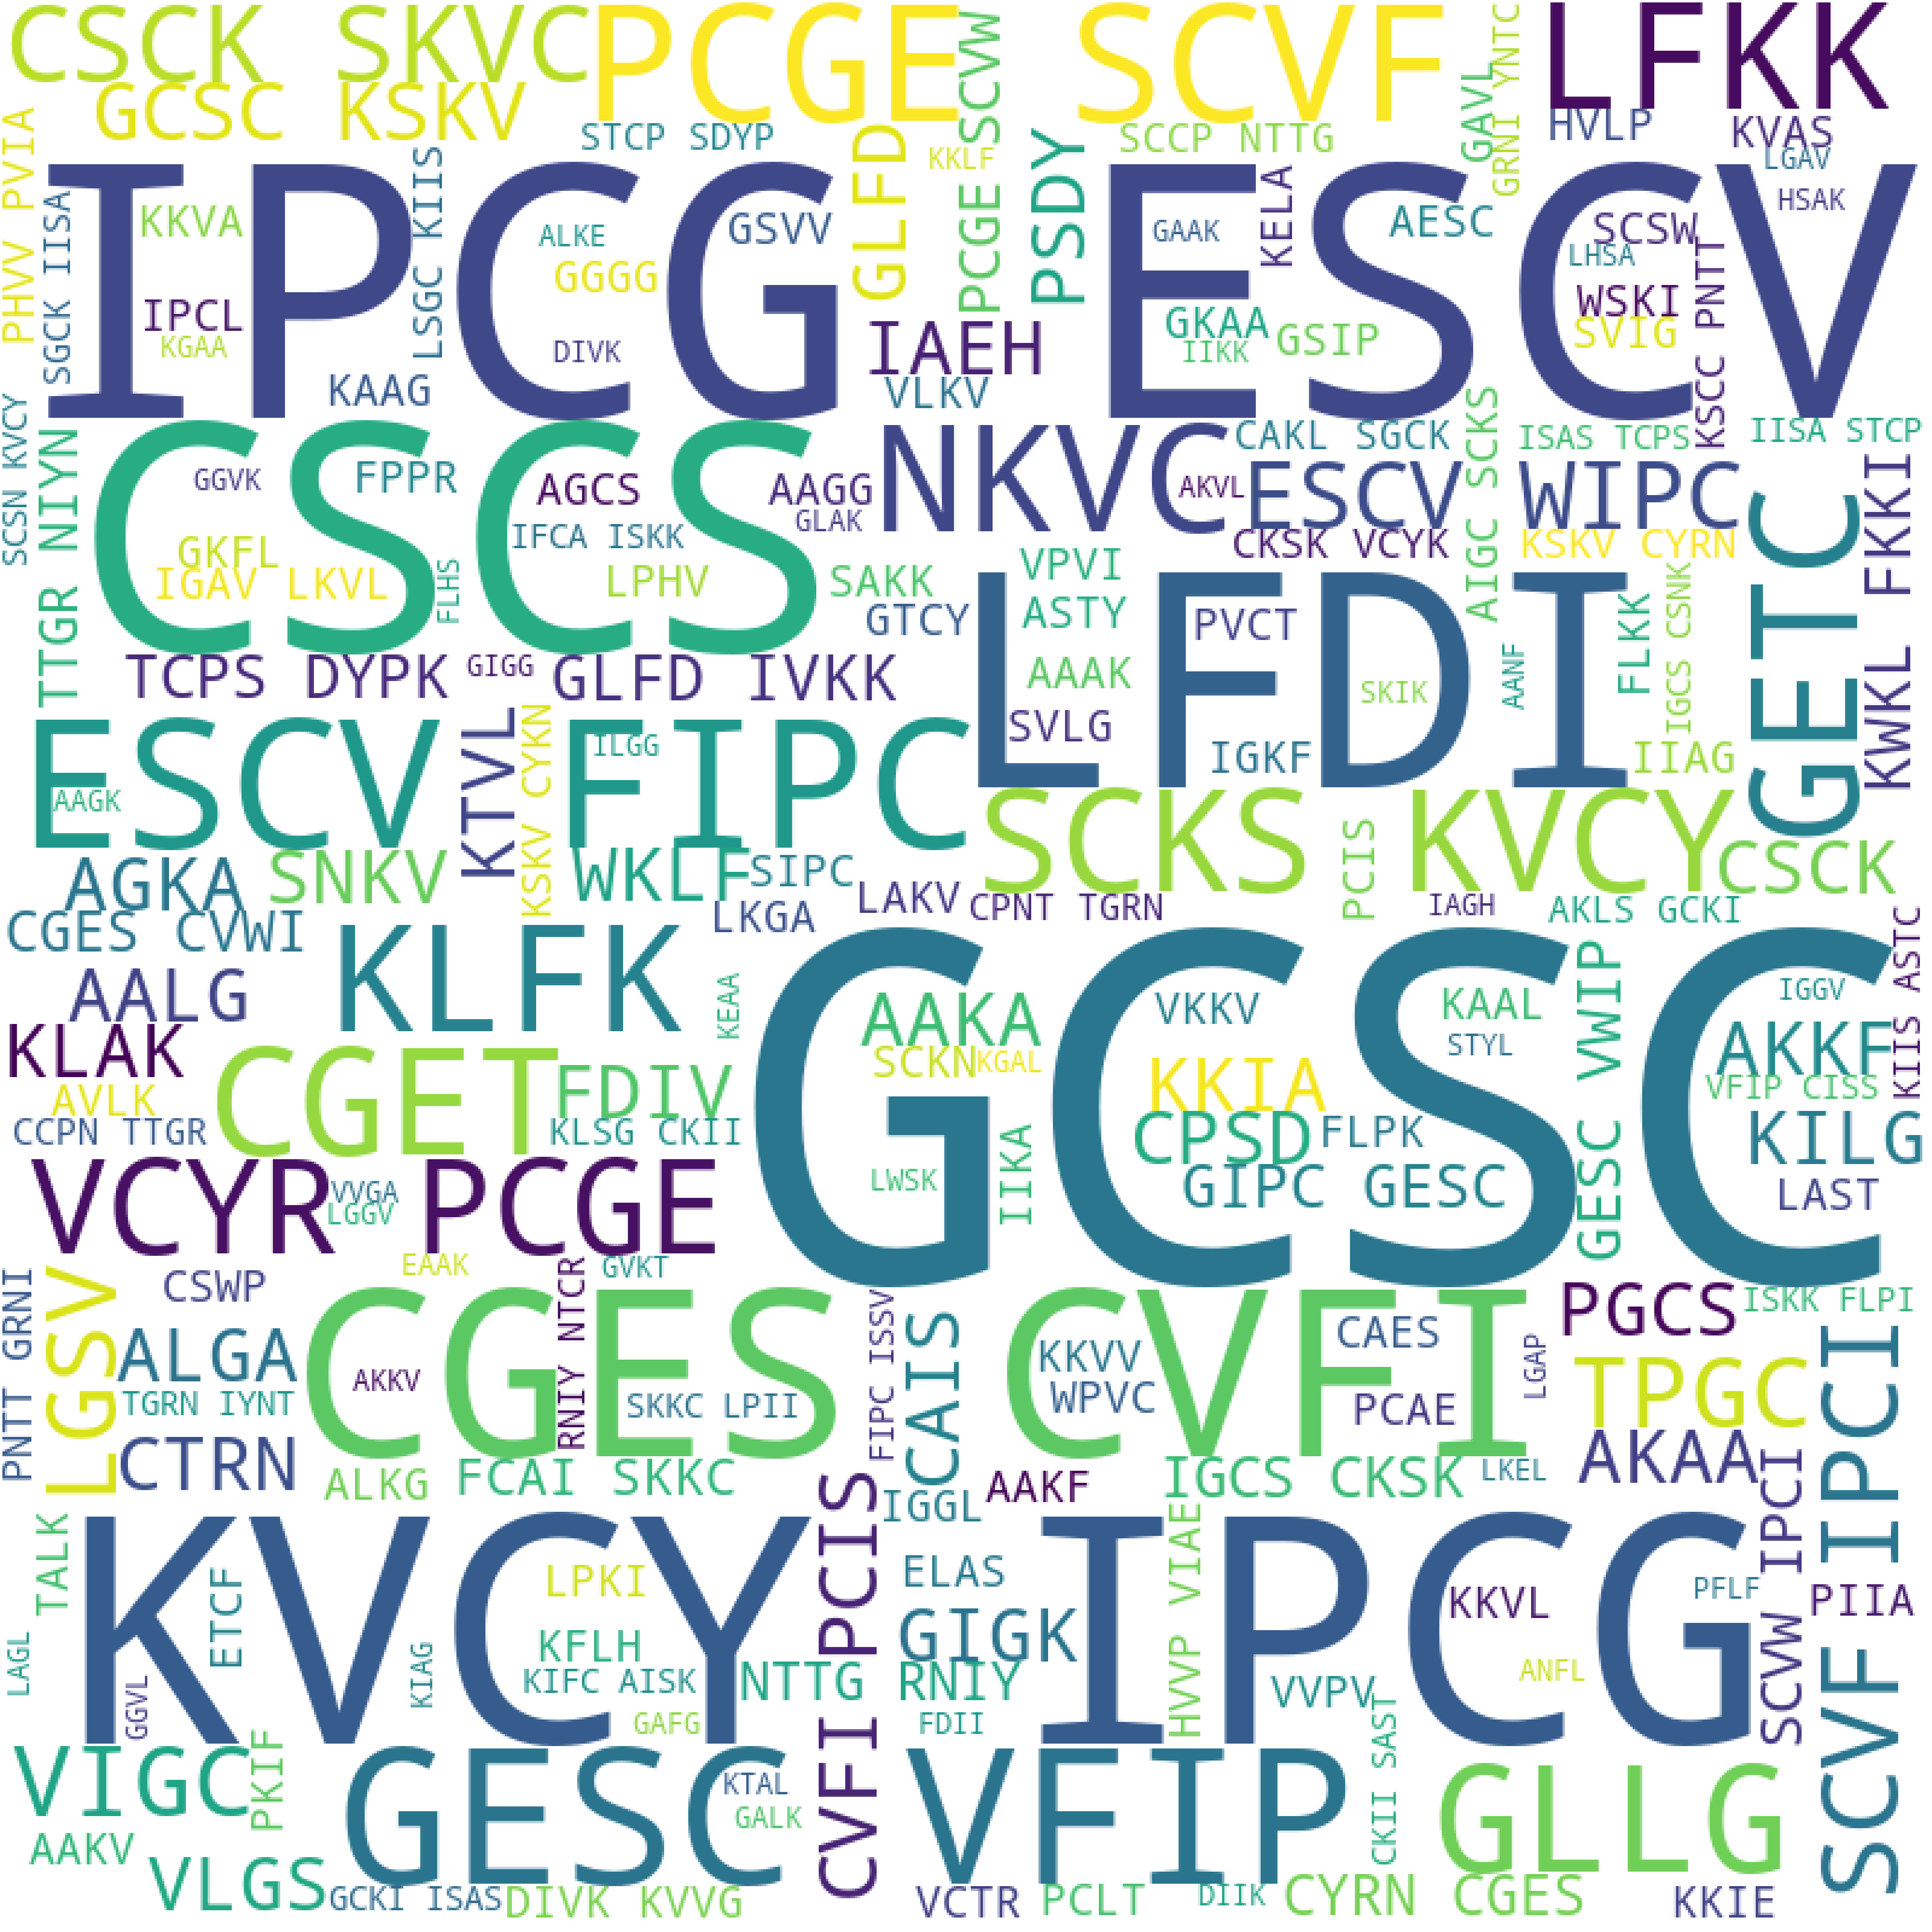 CSCK SKVC
PCGE SCVF
LFKK
GCSC KSKV
PCGE SCVW
GRNI YNTC
GAVL
HVLP
KVAS
STCP SDYP
SCCP NTTG
KKLF
LGAV
PHVV PVIA
GLFD
PSDY
IPCG ESCV
HSAK
SGCK IISA
LSGC KIIS
KKVA
ALKE
GSVV
GAAK
KELA
AESC
SCSW
LHSA
GGGG
IPCL
KGAA
DIVK
KAAG
IAEH
VLKV
GKAA
IIKK
GSIP
WSKI
SVIG
KSCC PNTT
SCSN KVCY
TTGR NIYN
CSCS
GGVK
FPPR
AGCS
AAGG
GLAK
NKVC
AKVL
CAKL SGCK
ISAS TCPS
IISA STCP
ESCV WIPC
AIGC SCKS
KWKL FKKI
GETC
GKFL
IFCA ISKK
CKSK VCYK
KSKV CYRN
IGAV LKVL
FLHS
LPHV
SAKK
VPVI
GTCY
ASTY
PVCT
LFDI
FLKK
IIGCS CSNK
TCPS DYPK
GIGG
GLFD IVKK
AAAK
SKIK
AANF
SVLG
IGKF
IIAG
ESCV FIPC
AAGK
KTVL
KSKV CYKN
ILGG
SCKS KVCY
PCIS
CSCK
AGKA
SNKV
WKLF
SIPC
LKGA
LAKV
CPNT TGRN
IAGH
AKLS GCKI
CGES CVWI
KLFK
GCSC
KIIS ASTC
AALG
KEAA
AAKA
VKKV
KAAL
STYL
GESC VWIP
IGGV
KLAK
SCKN
KGAL
AKKF
AVLK
CGET
FDIV
KKIA
VFIP CISS
CCPN TTGR
KLSG CKII
IIKA
CPSD
FLPK
KILG
VCYR PCGE
VVGA
LGGV
LWSK
GIPC GESC
LAST
EAAK
GVKT
CSWP
PNTT GRNI
LGSV
RNIY NTCR
CGES CVFI
FIPC ISSV
CAIS
PGCS
ISKK FLPI
ALGA
AKKV
KKVV
CAES
LGAP
TPGC
SCVF IPCI
TGRN IYNT
SKKC LPII
WPVC
PCAE
CTRN
ALKG
FCAI SKKC
IGGL
AAKF
IGCS CKSK
LKEL
AKAA
SCVW IPCI
TALK
KVCY IPCG
ETCF
LPKI
CVFI PCIS
ELAS
HVVP VIAE
KKVL
PFLF
PIIA
LAGL
GGVL
KIAG
KFLH
GIGK
KIFC AISK
NTTG RNIY
VVPV
ANFL
GAFG
FDII
CKII SAST
VIGC
PKIF
GESC VFIP
KTAL
GALK
GLLG
AAKV
VLGS
GCKI ISAS
DIVK KVVG
VCTR
PCLT
DIIK
CYRN CGES
KKIE